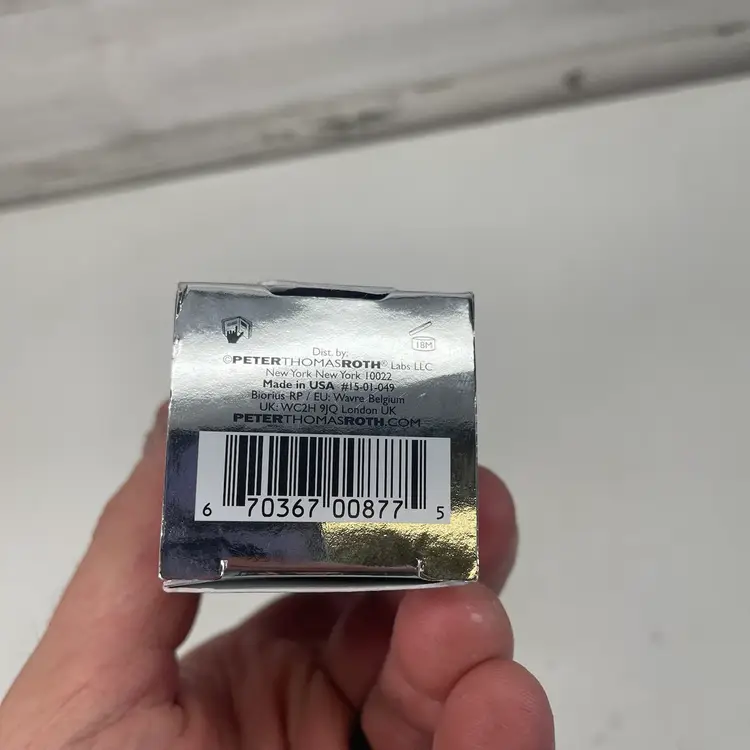 18M
Dist. by:
©PETERTHOMASROTH® Labs LLC
New York New York 10022
Made in USA #15-01-049
Biorius RP / EU: Wavre Belgium
UK: WC2H 9JQ London UK
PETERTHOMASROTH.COM
6 70367 00877 5